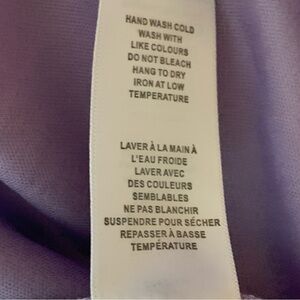 HAND WASH COLD
WASH WITH
LIKE COLOURS
DO NOT BLEACH
HANG TO DRY
IRON AT LOW
TEMPERATURE
LAVER À LA MAIN À
L'EAU FROIDE
LAVER AVEC
DES COULEURS
SEMBLABLES
NE PAS BLANCHIR
SUSPENDRE POUR SÉCHER
REPASSER À BASSE
TEMPÉRATURE